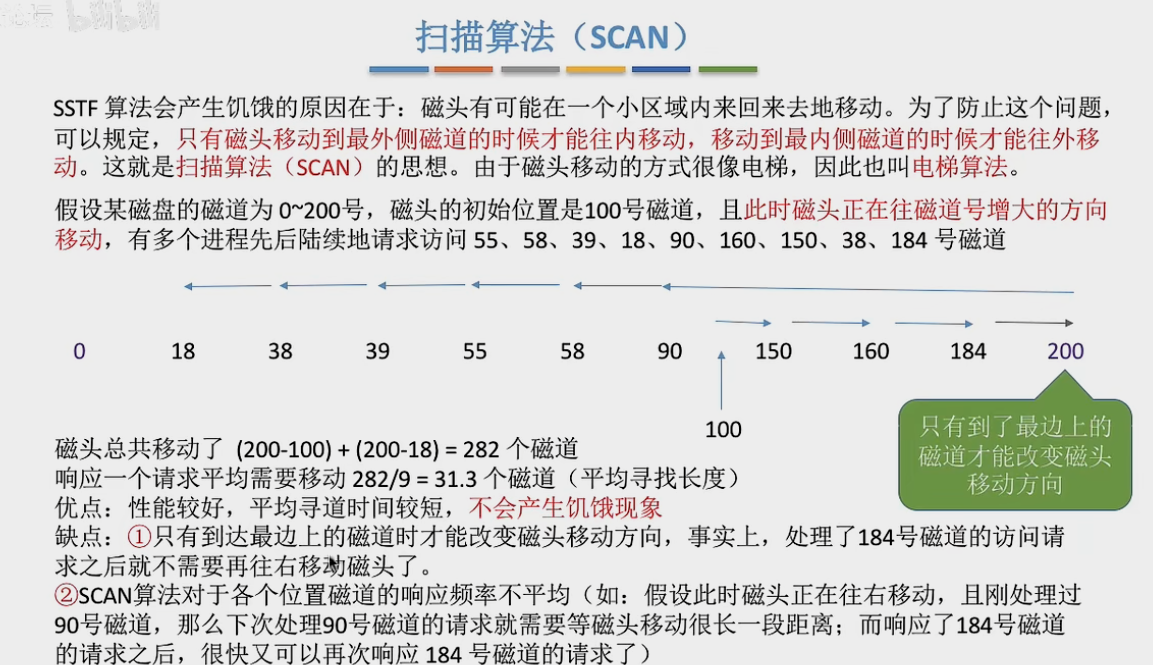 扫描算法（SCAN）
SSTF 算法会产生饥饿的原因在于：磁头有可能在一个小区域内来回来去地移动。为了防止这个问题，
可以规定，只有磁头移动到最外侧磁道的时候才能往内移动，移动到最内侧磁道的时候才能往外移
动。这就是扫描算法（SCAN）的思想。由于磁头移动的方式很像电梯，因此也叫电梯算法。
假设某磁盘的磁道为 0~200号，磁头的初始位置是100号磁道，且此时磁头正在往磁道号增大的方向
移动，有多个进程先后陆续地请求访问 55、58、39、18、90、160、150、38、184 号磁道
0 18 38 39 55 58 90 150 160 184 200
100
只有到了最边上的
磁道才能改变磁头
移动方向
磁头总共移动了 (200-100) + (200-18) = 282 个磁道
响应一个请求平均需要移动 282/9 = 31.3 个磁道（平均寻找长度）
优点：性能较好，平均寻道时间较短，不会产生饥饿现象
缺点：①只有到达最边上的磁道时才能改变磁头移动方向，事实上，处理了184号磁道的访问请
求之后就不需要再往右移动磁头了。
②SCAN算法对于各个位置磁道的响应频率不平均（如：假设此时磁头正在往右移动，且刚处理过
90号磁道，那么下次处理90号磁道的请求就需要等磁头移动很长一段距离；而响应了184号磁道
的请求之后，很快又可以再次响应 184 号磁道的请求了）